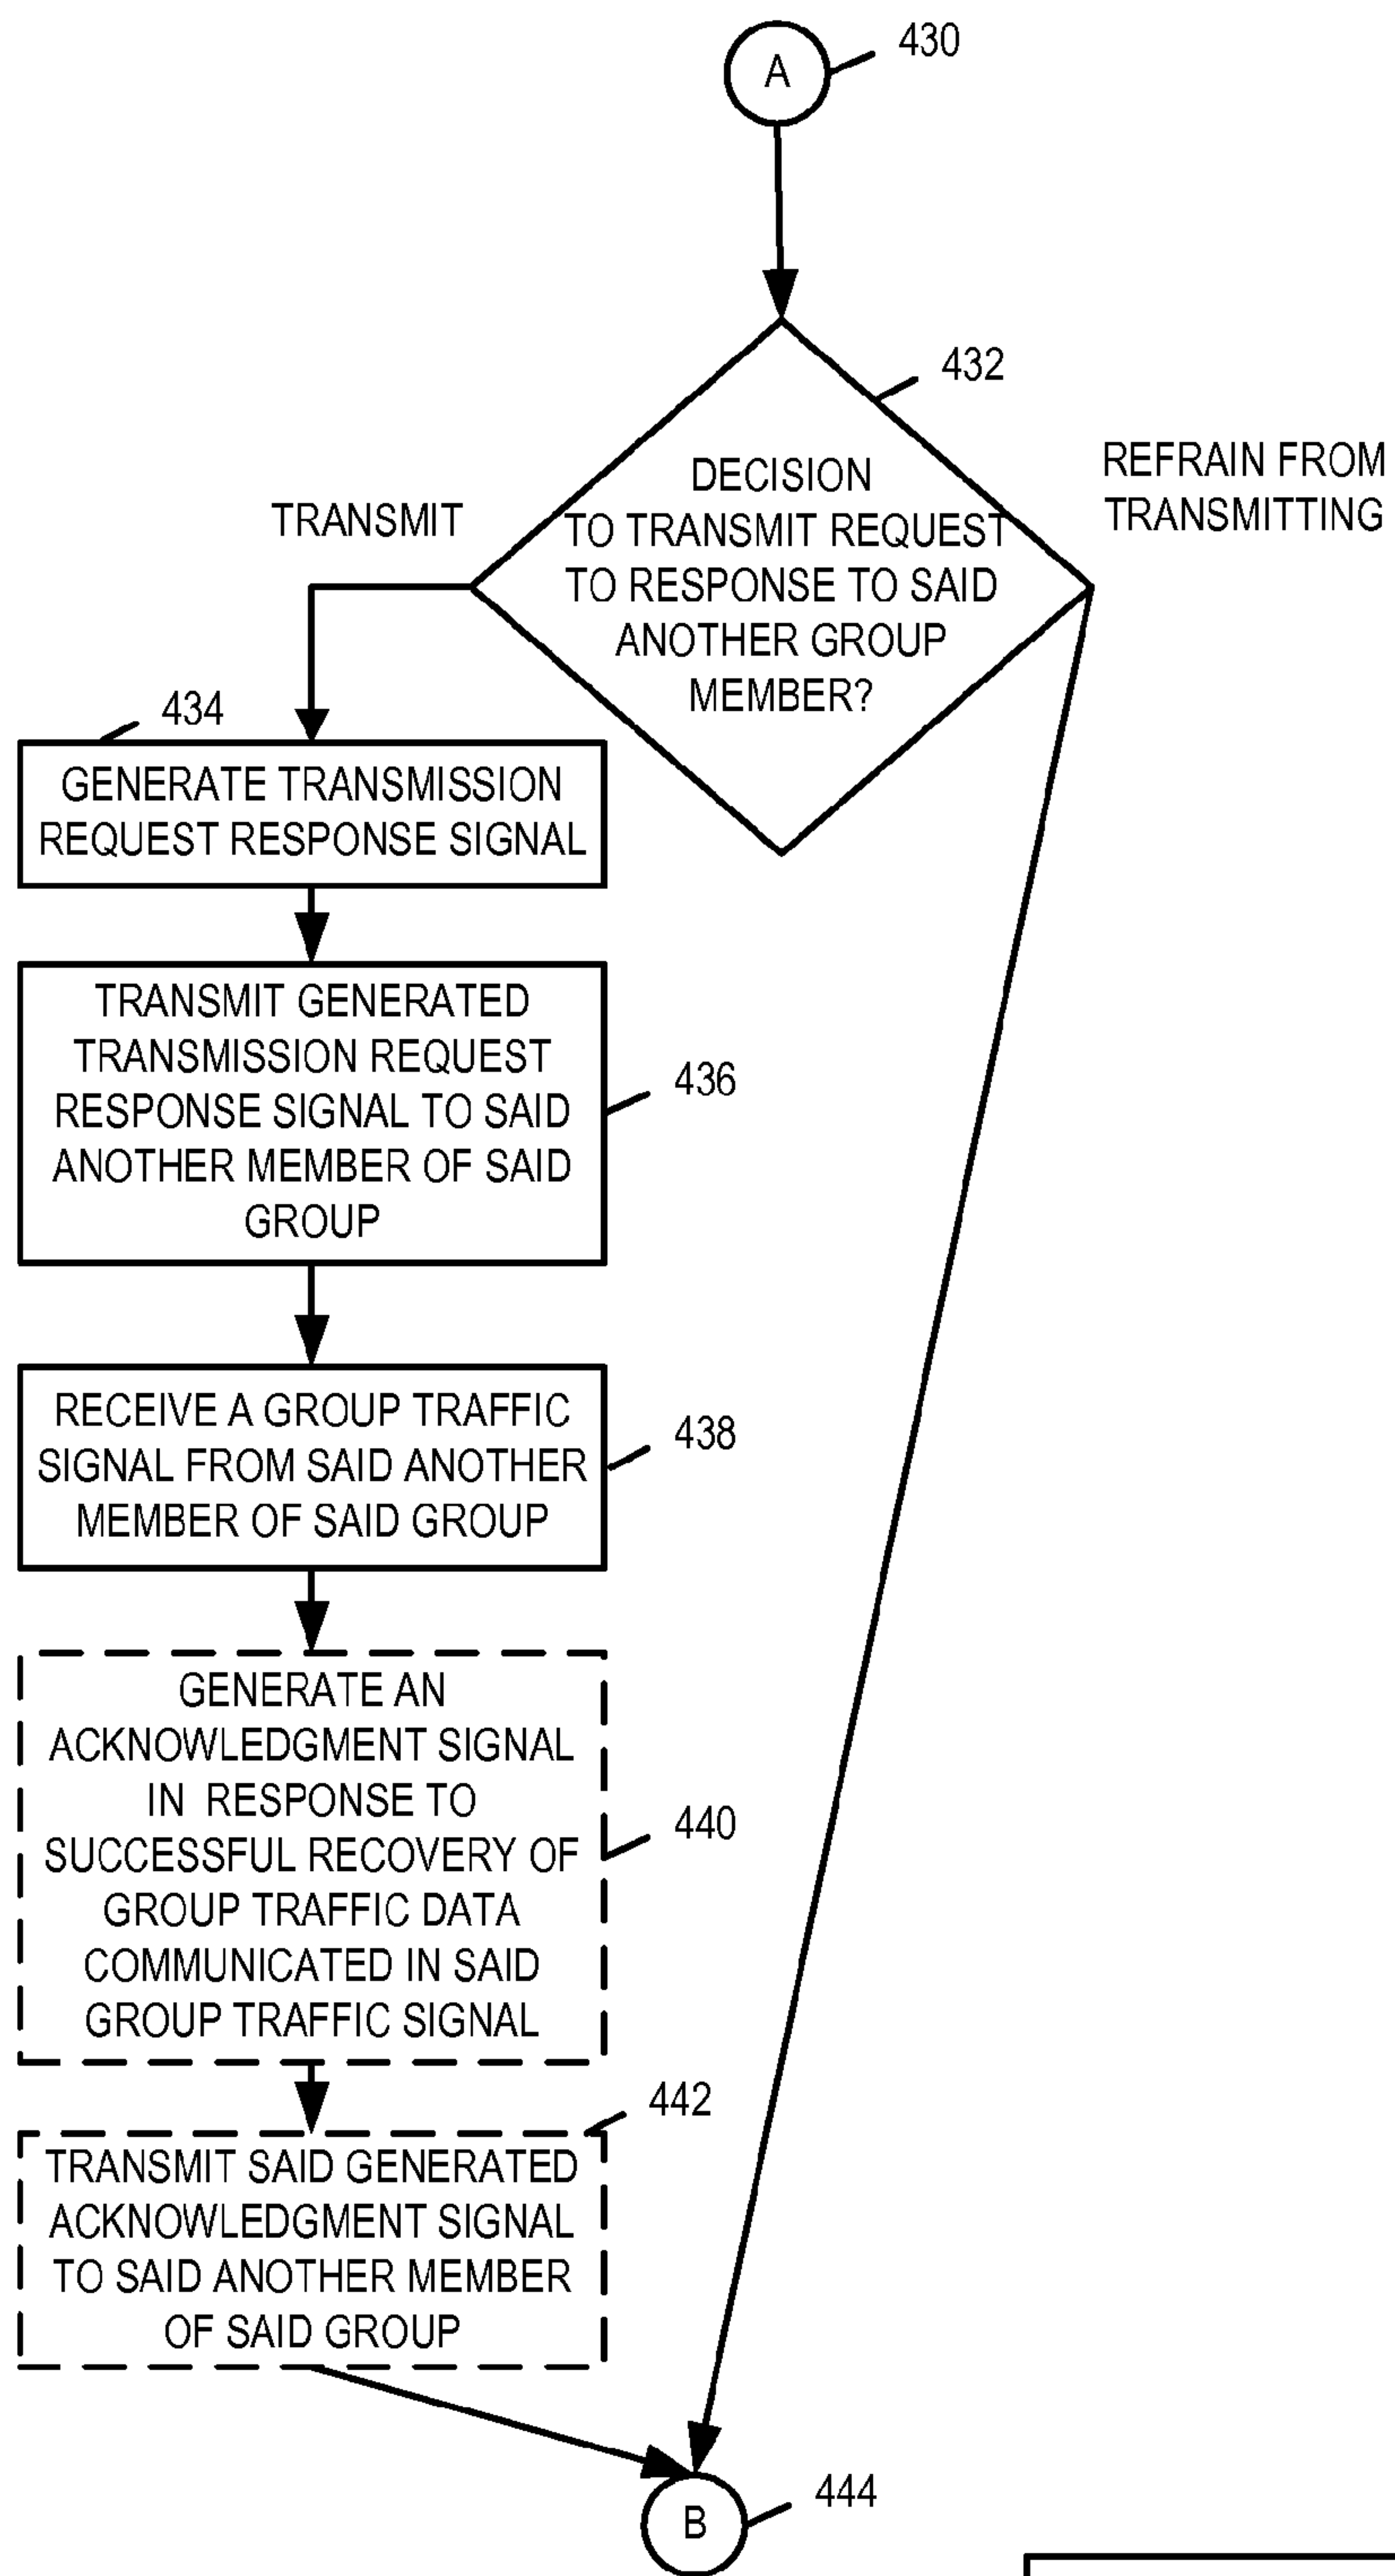 A
430
432
DECISION
TO TRANSMIT REQUEST
TO RESPONSE TO SAID
ANOTHER GROUP
MEMBER?
TRANSMIT
REFRAIN FROM
TRANSMITTING
434
GENERATE TRANSMISSION
REQUEST RESPONSE SIGNAL
TRANSMIT GENERATED
TRANSMISSION REQUEST
RESPONSE SIGNAL TO SAID
ANOTHER MEMBER OF SAID
GROUP
436
RECEIVE A GROUP TRAFFIC
SIGNAL FROM SAID ANOTHER
MEMBER OF SAID GROUP
438
GENERATE AN
ACKNOWLEDGMENT SIGNAL
IN RESPONSE TO
SUCCESSFUL RECOVERY OF
GROUP TRAFFIC DATA
COMMUNICATED IN SAID
GROUP TRAFFIC SIGNAL
440
442
TRANSMIT SAID GENERATED
ACKNOWLEDGMENT SIGNAL
TO SAID ANOTHER MEMBER
OF SAID GROUP
B
444